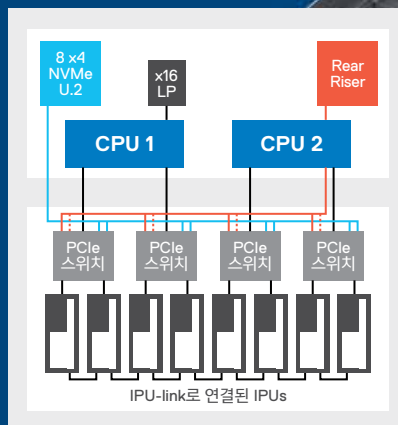 8 x4
NVMe
U.2
x16
LP
Rear
Riser
CPU 1
CPU 2
PCIe
스위치
PCIe
스위치
PCIe
스위치
PCIe
스위치
IPU-link로 연결된 IPUs